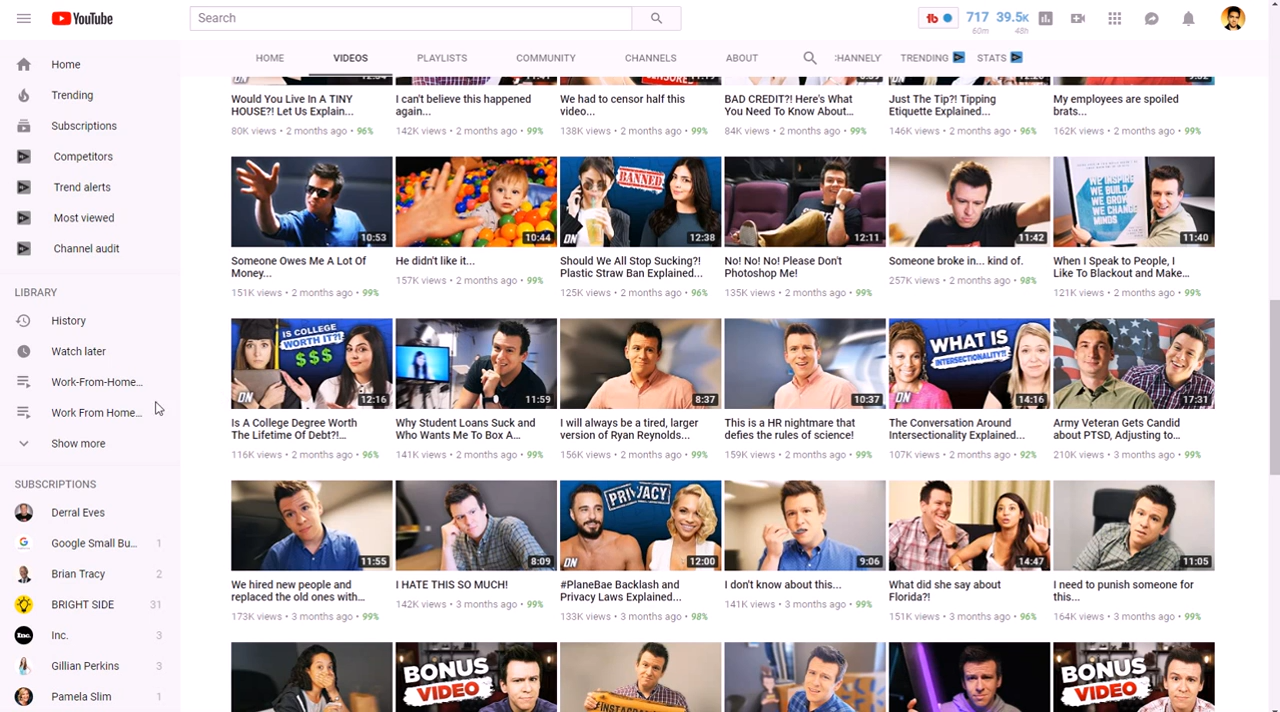 YouTube
Search
tb
717 39.5k
60m 48h
HOME VIDEOS PLAYLISTS COMMUNITY CHANNELS ABOUT CHANNELY TRENDING STATS
Home
Trending
Subscriptions
Competitors
Trend alerts
Most viewed
Channel audit
LIBRARY
History
Watch later
Work-From-Home...
Work From Home...
Show more
SUBSCRIPTIONS
Derral Eves
Google Small Bu... 1
Brian Tracy 2
BRIGHT SIDE 31
Inc. Inc. 3
Gillian Perkins 3
Pamela Slim 1
Would You Live In A TINY
HOUSE?! Let Us Explain...
80K views • 2 months ago • 96%
I can't believe this happened
again...
142K views • 2 months ago • 99%
We had to censor half this
video...
138K views • 2 months ago • 99%
BAD CREDIT?! Here's What
You Need To Know About...
84K views • 2 months ago • 99%
Just The Tip?! Tipping
Etiquette Explained...
146K views • 2 months ago • 96%
My employees are spoiled
brats...
162K views • 2 months ago • 99%
10:53
Someone Owes Me A Lot Of
Money...
151K views • 2 months ago • 99%
10:44
He didn't like it...
157K views • 2 months ago • 99%
BANNED
DN
12:38
Should We All Stop Sucking?!
Plastic Straw Ban Explained...
125K views • 2 months ago • 96%
12:11
No! No! No! Please Don't
Photoshop Me!
135K views • 2 months ago • 99%
11:42
Someone broke in... kind of.
257K views • 2 months ago • 98%
WE INSPIRE
WE BUILD
WE GROW
WE CHANGE
MINDS
11:40
When I Speak to People, I
Like To Blackout and Make...
121K views • 2 months ago • 99%
IS COLLEGE
WORTH IT?!
$$$
DN
12:16
Is A College Degree Worth
The Lifetime Of Debt?!...
116K views • 2 months ago • 96%
11:59
Why Student Loans Suck and
Who Wants Me To Box A...
141K views • 2 months ago • 99%
8:37
I will always be a tired, larger
version of Ryan Reynolds...
156K views • 2 months ago • 99%
10:37
This is a HR nightmare that
defies the rules of science!
159K views • 2 months ago • 99%
WHAT IS
INTERSECTIONALITY?!
DN
14:16
The Conversation Around
Intersectionality Explained...
107K views • 2 months ago • 92%
17:31
Army Veteran Gets Candid
about PTSD, Adjusting to...
210K views • 3 months ago • 99%
11:55
We hired new people and
replaced the old ones with...
173K views • 3 months ago • 99%
8:09
I HATE THIS SO MUCH!
142K views • 3 months ago • 99%
PRIVACY
12:00
#PlaneBae Backlash and
Privacy Laws Explained...
133K views • 3 months ago • 98%
9:06
I don't know about this...
141K views • 3 months ago • 99%
14:47
What did she say about
Florida?!
151K views • 3 months ago • 96%
11:05
I need to punish someone for
this...
164K views • 3 months ago • 99%
BONUS
VIDEO
#INSTAGRAM
BONUS
VIDEO